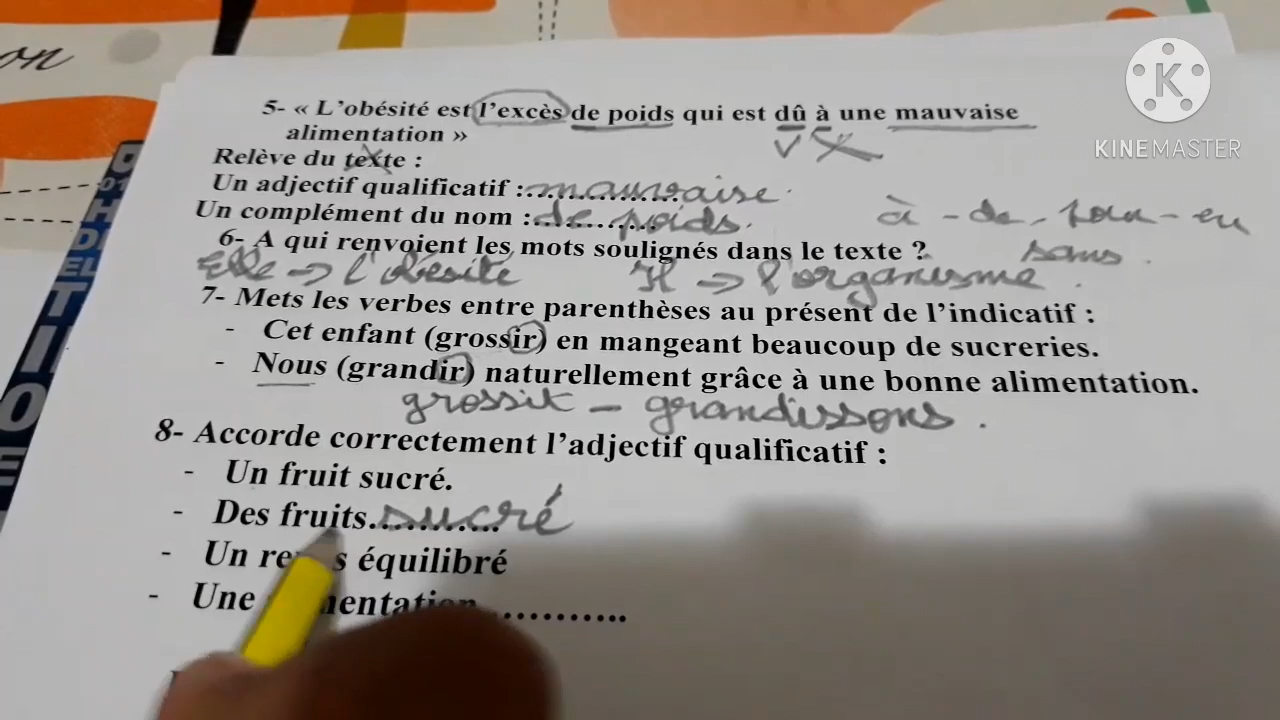 on
KINEMASTER
5- « L'obésité est l'excès de poids qui est dû à une mauvaise
alimentation »
Relève du texte :
Un adjectif qualificatif :mauvaise.
Un complément du nom :de poids. à - de - pour - en
sans.
6- A qui renvoient les mots soulignés dans le texte ?
Elle → l'obésité Il → l'organisme.
7- Mets les verbes entre parenthèses au présent de l'indicatif :
- Cet enfant (grossir) en mangeant beaucoup de sucreries.
- Nous (grandir) naturellement grâce à une bonne alimentation.
grossit - grandissons.
8- Accorde correctement l'adjectif qualificatif :
- Un fruit sucré.
- Des fruits...........sucré
- Un équilibré
- Une ...........